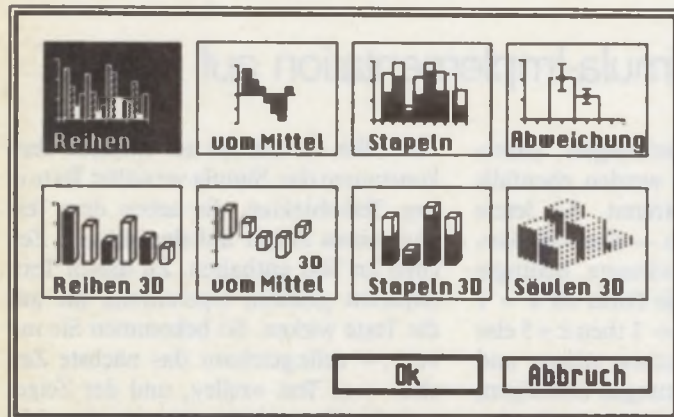 Reihen
vom Mittel
Stapeln
Abweichung
Reihen 3D
3D
vom Mittel
Stapeln 3D
Säulen 3D
Ok
Abbruch